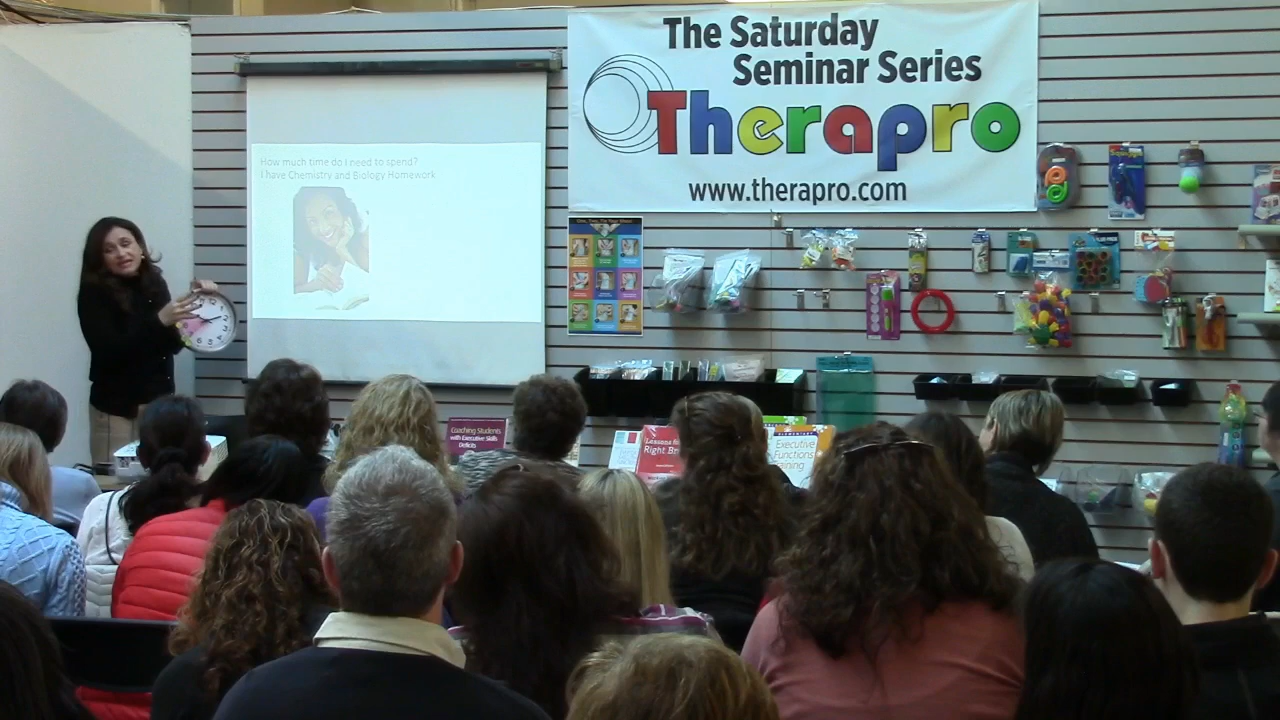 The Saturday
Seminar Series
Therapro
www.therapro.com
How much time do I need to spend?
I have Chemistry and Biology Homework
Coaching Students
with Executive Skills
Deficits
Lessons
Right Br
Executive
Functions
Training